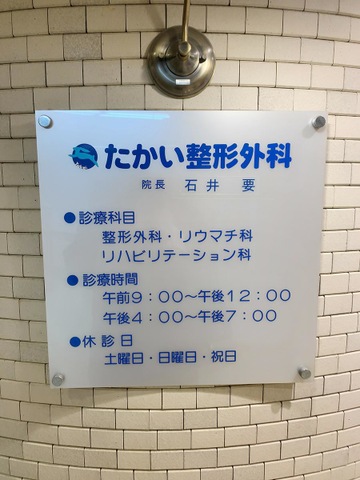 たかい整形外科
院長 石井 要
●診療科目
整形外科・リウマチ科
リハビリテーション科
●診療時間
午前９：００〜午後１２：００
午後４：００〜午後７：００
●休診日
土曜日・日曜日・祝日